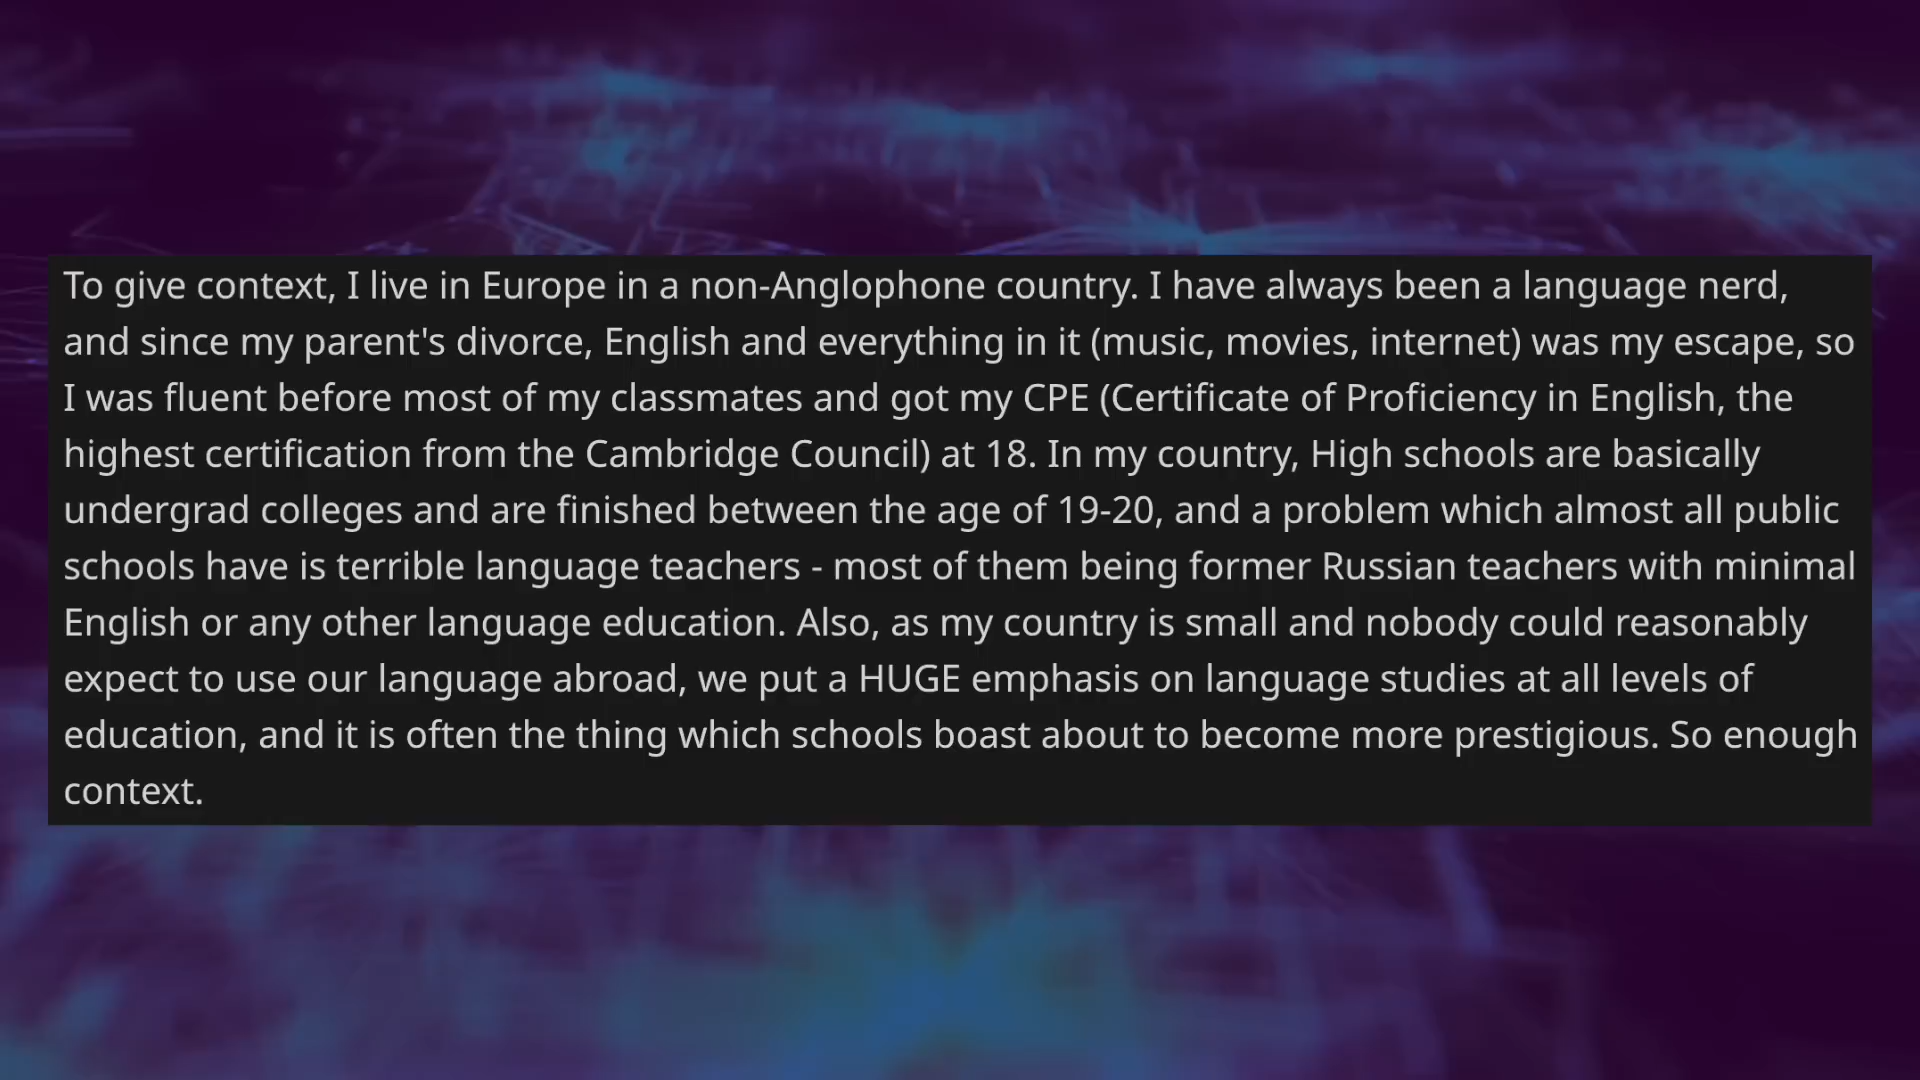 To give context, I live in Europe in a non-Anglophone country. I have always been a language nerd,
and since my parent's divorce, English and everything in it (music, movies, internet) was my escape, so
I was fluent before most of my classmates and got my CPE (Certificate of Proficiency in English, the
highest certification from the Cambridge Council) at 18. In my country, High schools are basically
undergrad colleges and are finished between the age of 19-20, and a problem which almost all public
schools have is terrible language teachers - most of them being former Russian teachers with minimal
English or any other language education. Also, as my country is small and nobody could reasonably
expect to use our language abroad, we put a HUGE emphasis on language studies at all levels of
education, and it is often the thing which schools boast about to become more prestigious. So enough
context.